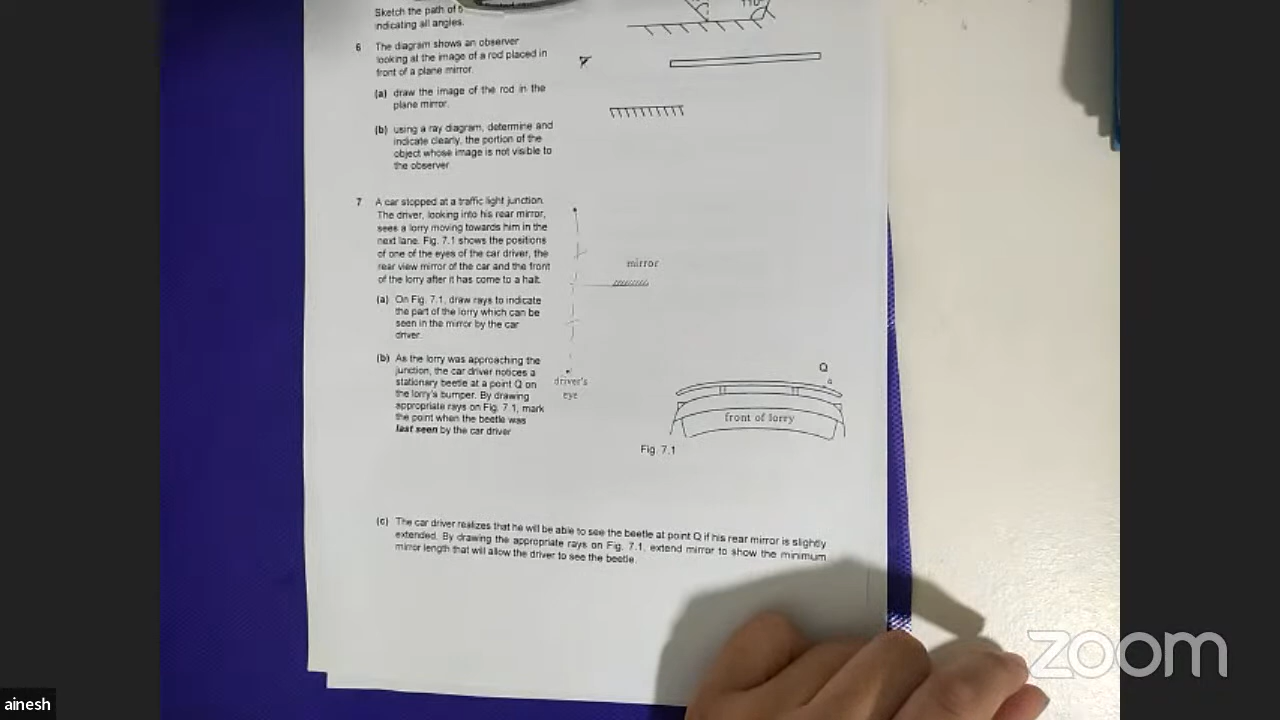 Sketch the path of
indicating all angles.
110°
6 The diagram shows an observer
looking at the image of a rod placed in
front of a plane mirror.
(a) draw the image of the rod in the
plane mirror.
(b) using a ray diagram, determine and
indicate clearly, the portion of the
object whose image is not visible to
the observer
7 A car stopped at a traffic light junction.
The driver, looking into his rear mirror,
sees a lorry moving towards him in the
next lane. Fig. 7.1 shows the positions
of one of the eyes of the car driver, the
rear view mirror of the car and the front
of the lorry after it has come to a halt.
mirror
(a) On Fig. 7.1, draw rays to indicate
the part of the lorry which can be
seen in the mirror by the car
driver.
(b) As the lorry was approaching the
junction, the car driver notices a
stationary beetle at a point Q on
the lorry's bumper. By drawing
appropriate rays on Fig. 7.1, mark
the point when the beetle was
last seen by the car driver
driver's
eye
Q
front of lorry
Fig. 7.1
(c) The car driver realizes that he will be able to see the beetle at point Q if his rear mirror is slightly
extended. By drawing the appropriate rays on Fig. 7.1, extend mirror to show the minimum
mirror length that will allow the driver to see the beetle.
zoom
ainesh